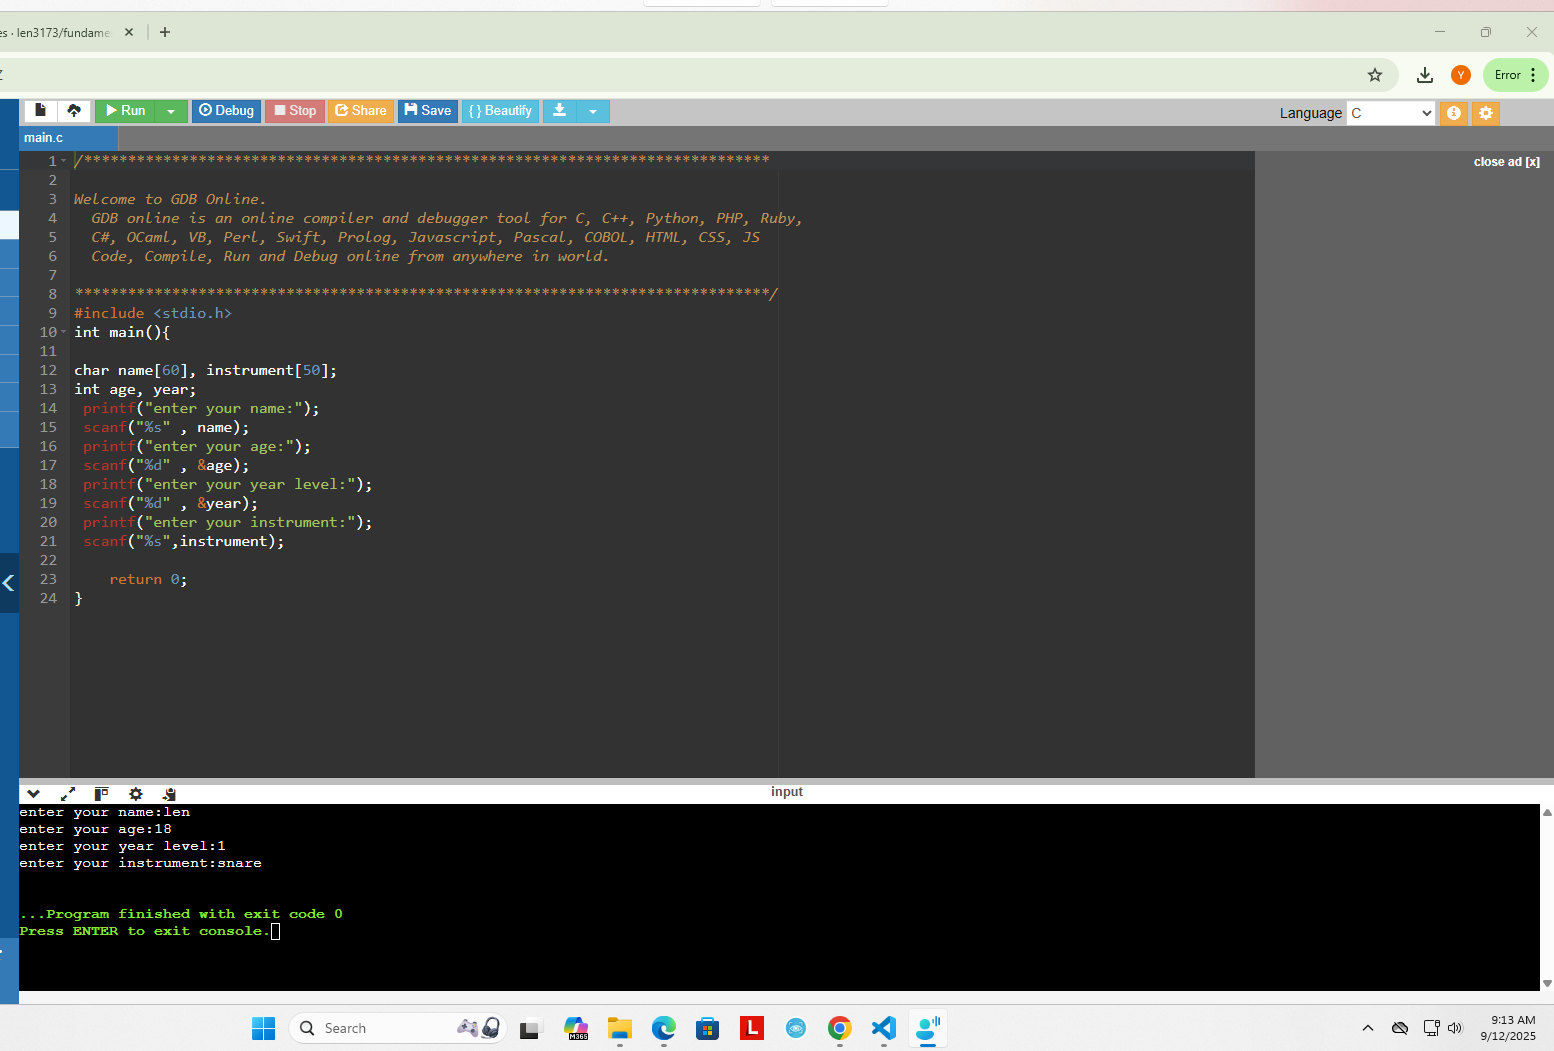 len3173/fundame
Error
Run
Debug
Stop
Share
Save
{ } Beautify
Language
C
main.c
close ad [x]
1 /******************************************************************************
2
3 Welcome to GDB Online.
4   GDB online is an online compiler and debugger tool for C, C++, Python, PHP, Ruby,
5   C#, OCaml, VB, Perl, Swift, Prolog, Javascript, Pascal, COBOL, HTML, CSS, JS
6   Code, Compile, Run and Debug online from anywhere in world.
7
8 *******************************************************************************/
9 #include <stdio.h>
10 int main(){
11
12 char name[60], instrument[50];
13 int age, year;
14  printf("enter your name:");
15  scanf("%s" , name);
16  printf("enter your age:");
17  scanf("%d" , &age);
18  printf("enter your year level:");
19  scanf("%d" , &year);
20  printf("enter your instrument:");
21  scanf("%s",instrument);
22
23     return 0;
24 }
input
enter your name:len
enter your age:18
enter your year level:1
enter your instrument:snare
...Program finished with exit code 0
Press ENTER to exit console.
Search
M365
L
9:13 AM
9/12/2025